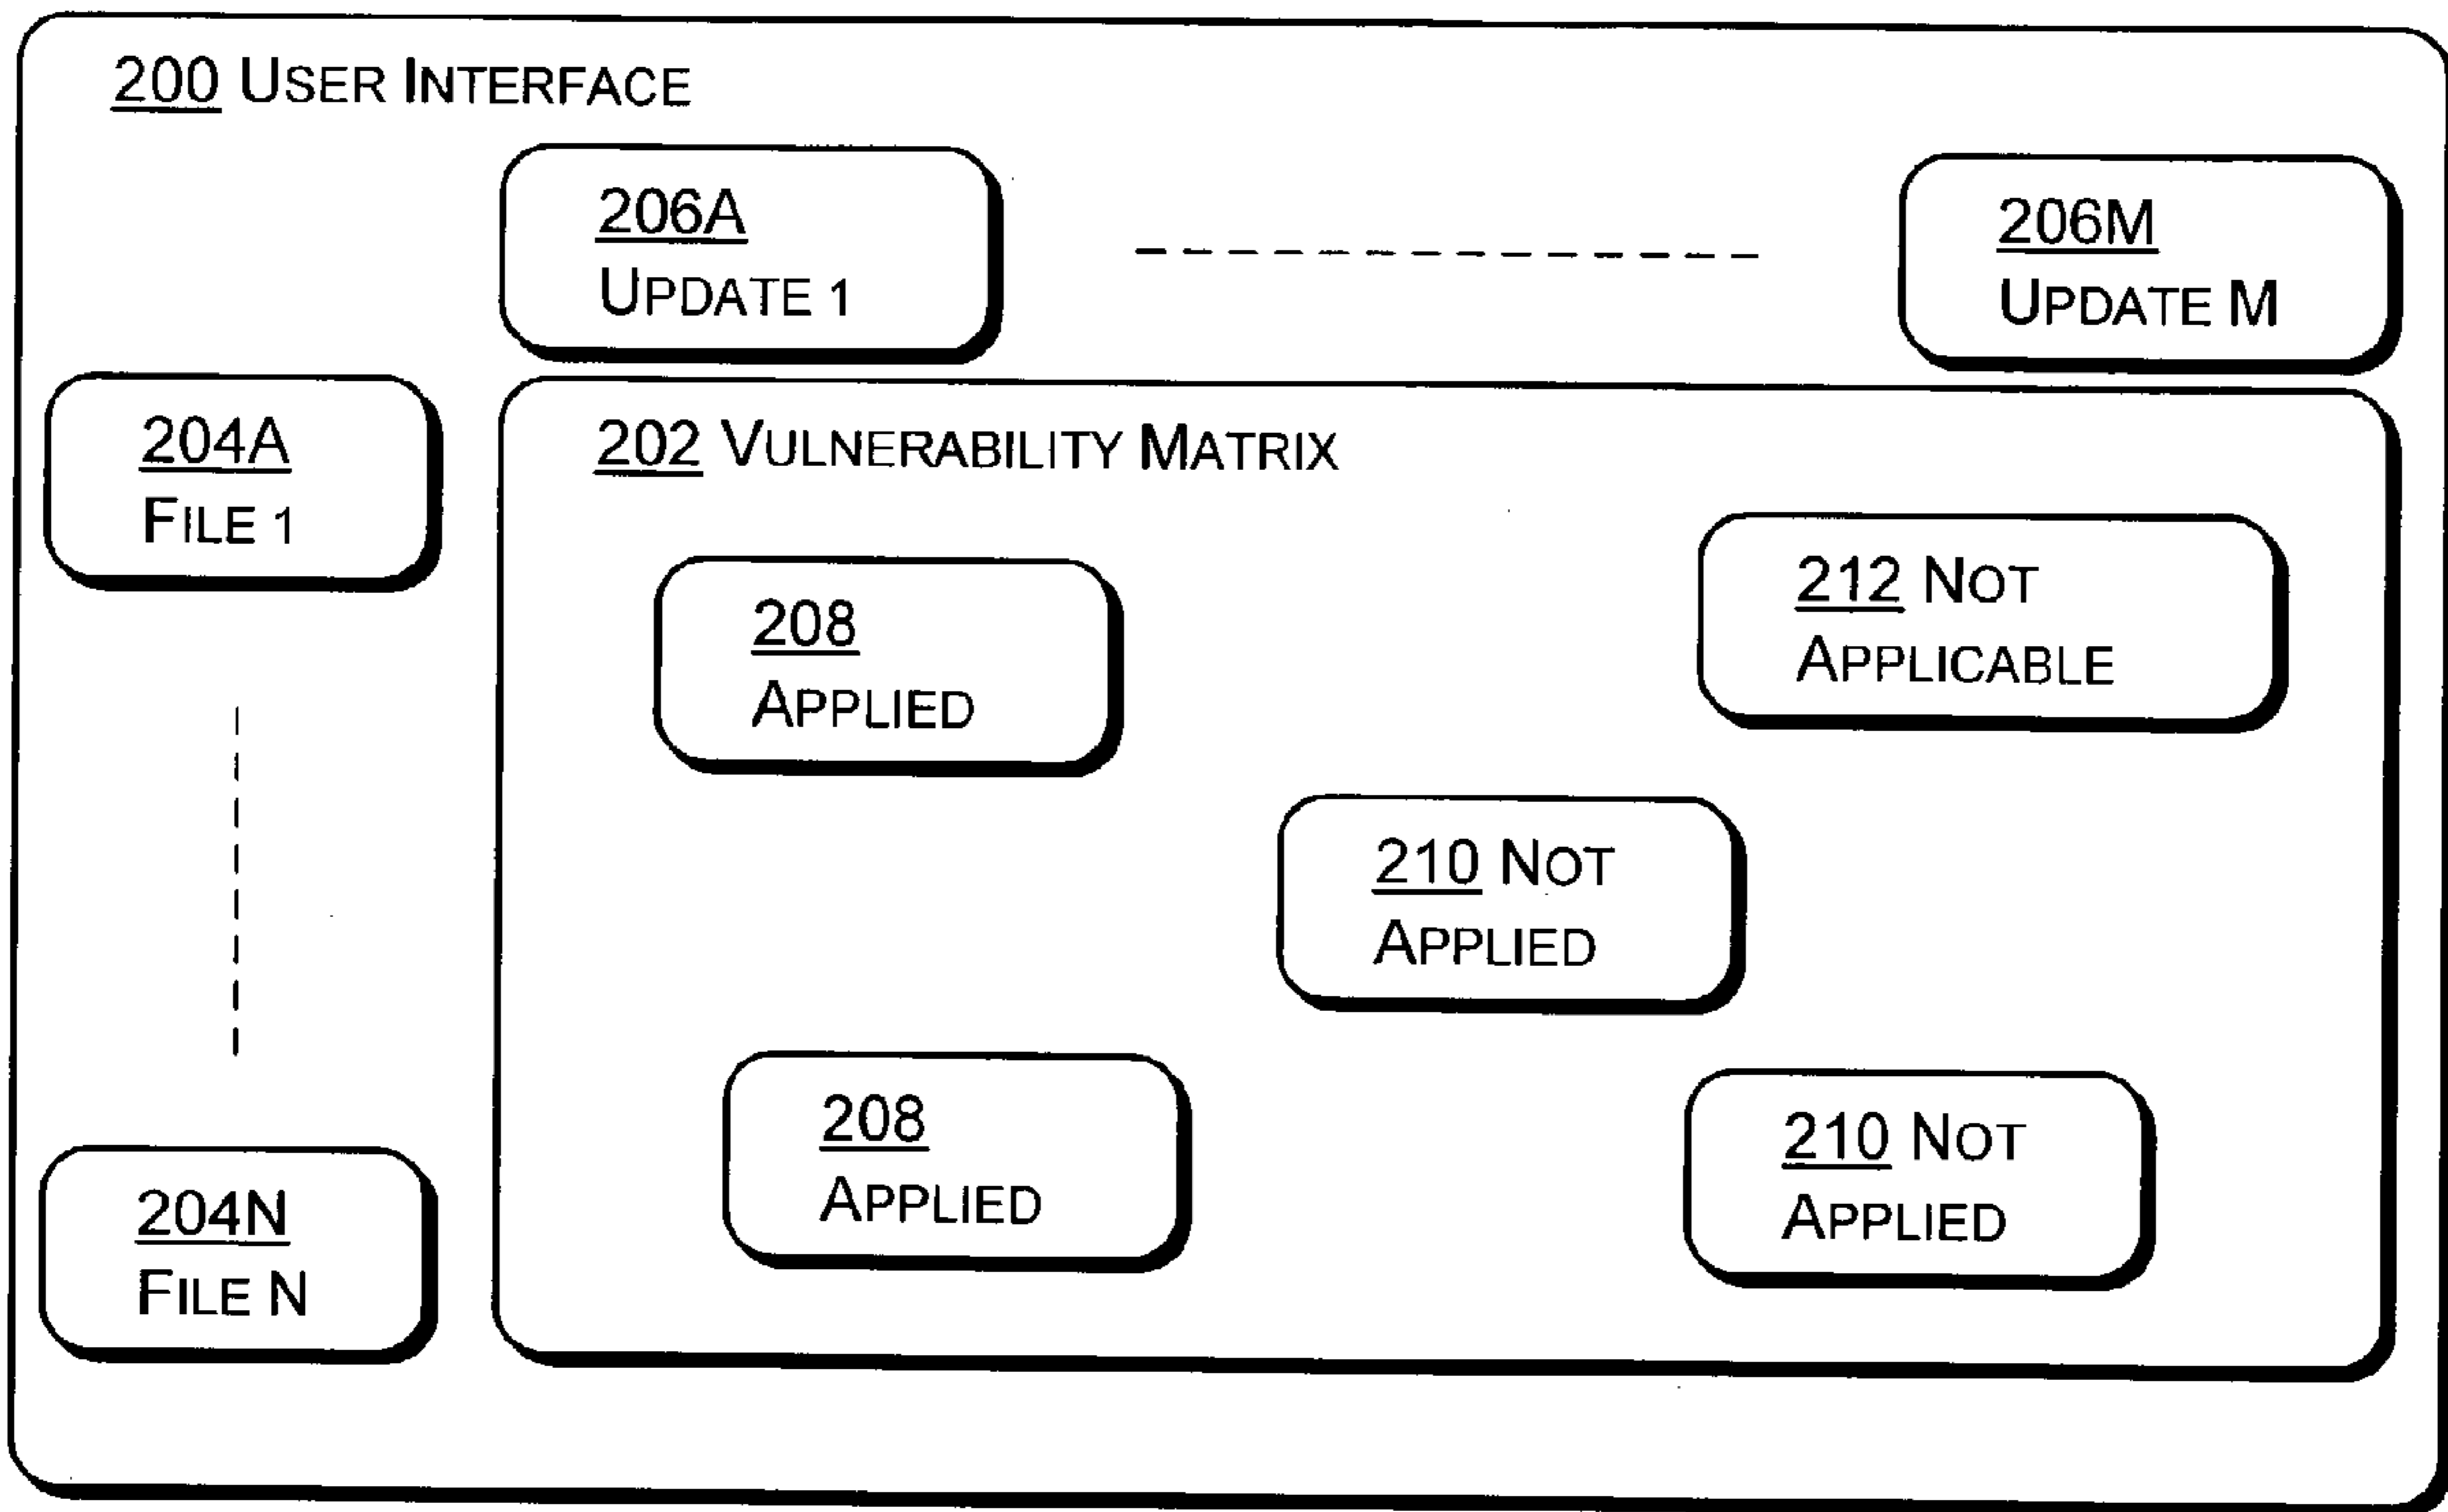 200 USER INTERFACE
206A
UPDATE 1
206M
UPDATE M
204A
FILE 1
202 VULNERABILITY MATRIX
208
APPLIED
212 NOT
APPLICABLE
210 NOT
APPLIED
208
APPLIED
210 NOT
APPLIED
204N
FILE N